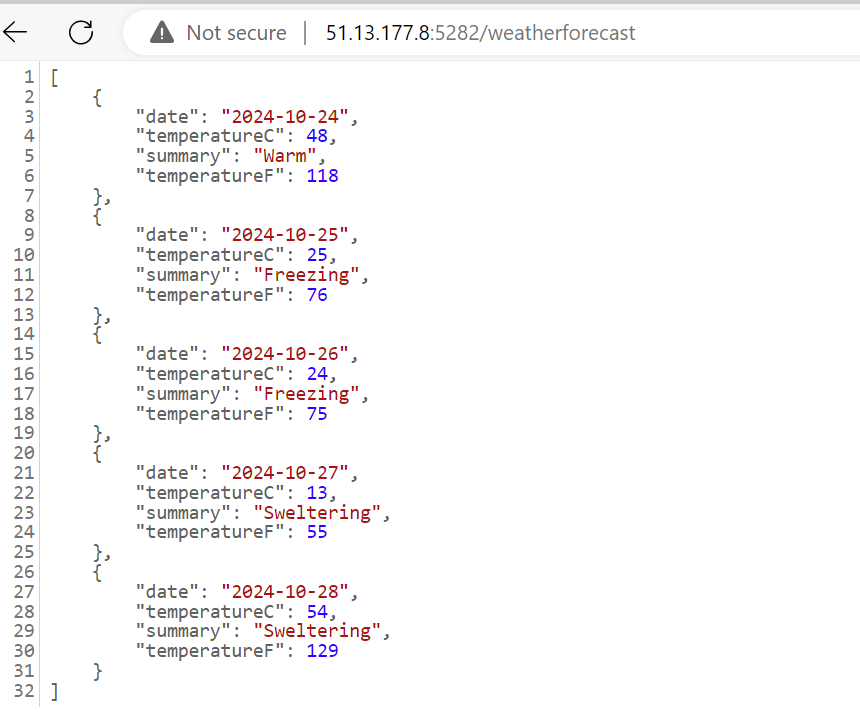 Not secure | 51.13.177.8:5282/weatherforecast
1 [
2     {
3         "date": "2024-10-24",
4         "temperatureC": 48,
5         "summary": "Warm",
6         "temperatureF": 118
7     },
8     {
9         "date": "2024-10-25",
10         "temperatureC": 25,
11         "summary": "Freezing",
12         "temperatureF": 76
13     },
14     {
15         "date": "2024-10-26",
16         "temperatureC": 24,
17         "summary": "Freezing",
18         "temperatureF": 75
19     },
20     {
21         "date": "2024-10-27",
22         "temperatureC": 13,
23         "summary": "Sweltering",
24         "temperatureF": 55
25     },
26     {
27         "date": "2024-10-28",
28         "temperatureC": 54,
29         "summary": "Sweltering",
30         "temperatureF": 129
31     }
32 ]